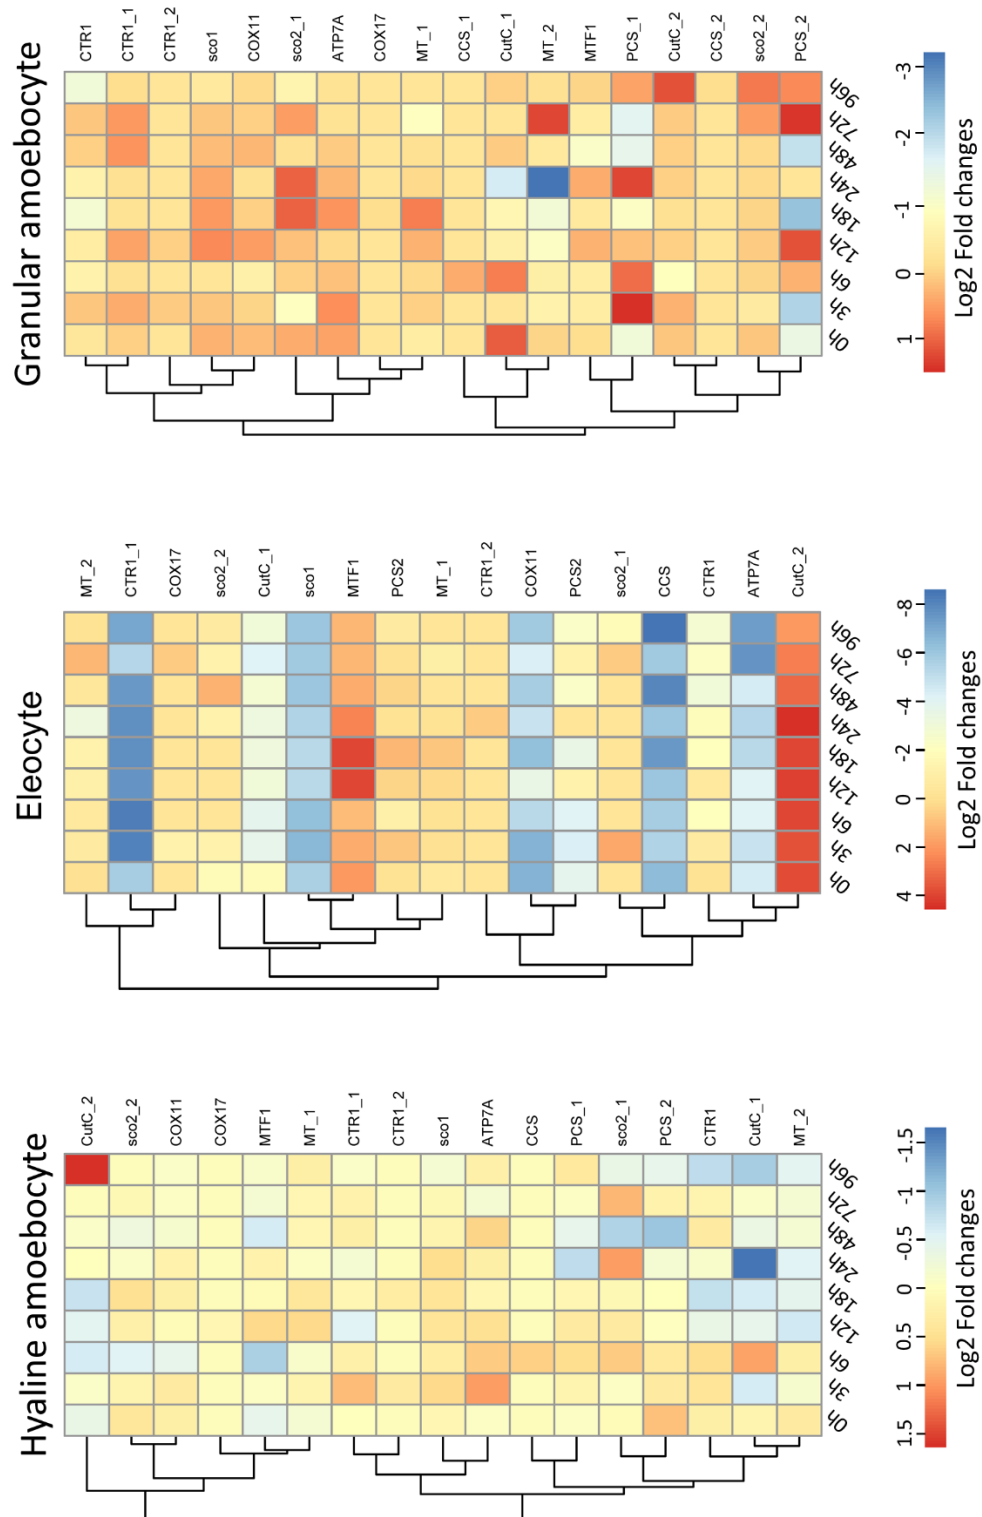 Granular amoebocyte
CTR1
CTR1_1
CTR1_2
sco1
COX11
sco2_1
ATP7A
COX17
MT_1
CCS_1
CutC_1
MT_2
MTF1
PCS_1
CutC_2
CCS_2
sco2_2
PCS_2
96h
72h
48h
24h
18h
12h
6h
3h
0h
-3
-2
-1
0
1
Log2 Fold changes
Eleocyte
MT_2
CTR1_1
COX17
sco2_2
CutC_1
sco1
MTF1
PCS2
MT_1
CTR1_2
COX11
PCS2
sco2_1
CCS
CTR1
ATP7A
CutC_2
96h
72h
48h
24h
18h
12h
6h
3h
0h
-8
-6
-4
-2
0
2
4
Log2 Fold changes
Hyaline amoebocyte
CutC_2
sco2_2
COX11
COX17
MTF1
MT_1
CTR1_1
CTR1_2
sco1
ATP7A
CCS
PCS_1
sco2_1
PCS_2
CTR1
CutC_1
MT_2
96h
72h
48h
24h
18h
12h
6h
3h
0h
-1.5
-1
-0.5
0
0.5
1
1.5
Log2 Fold changes